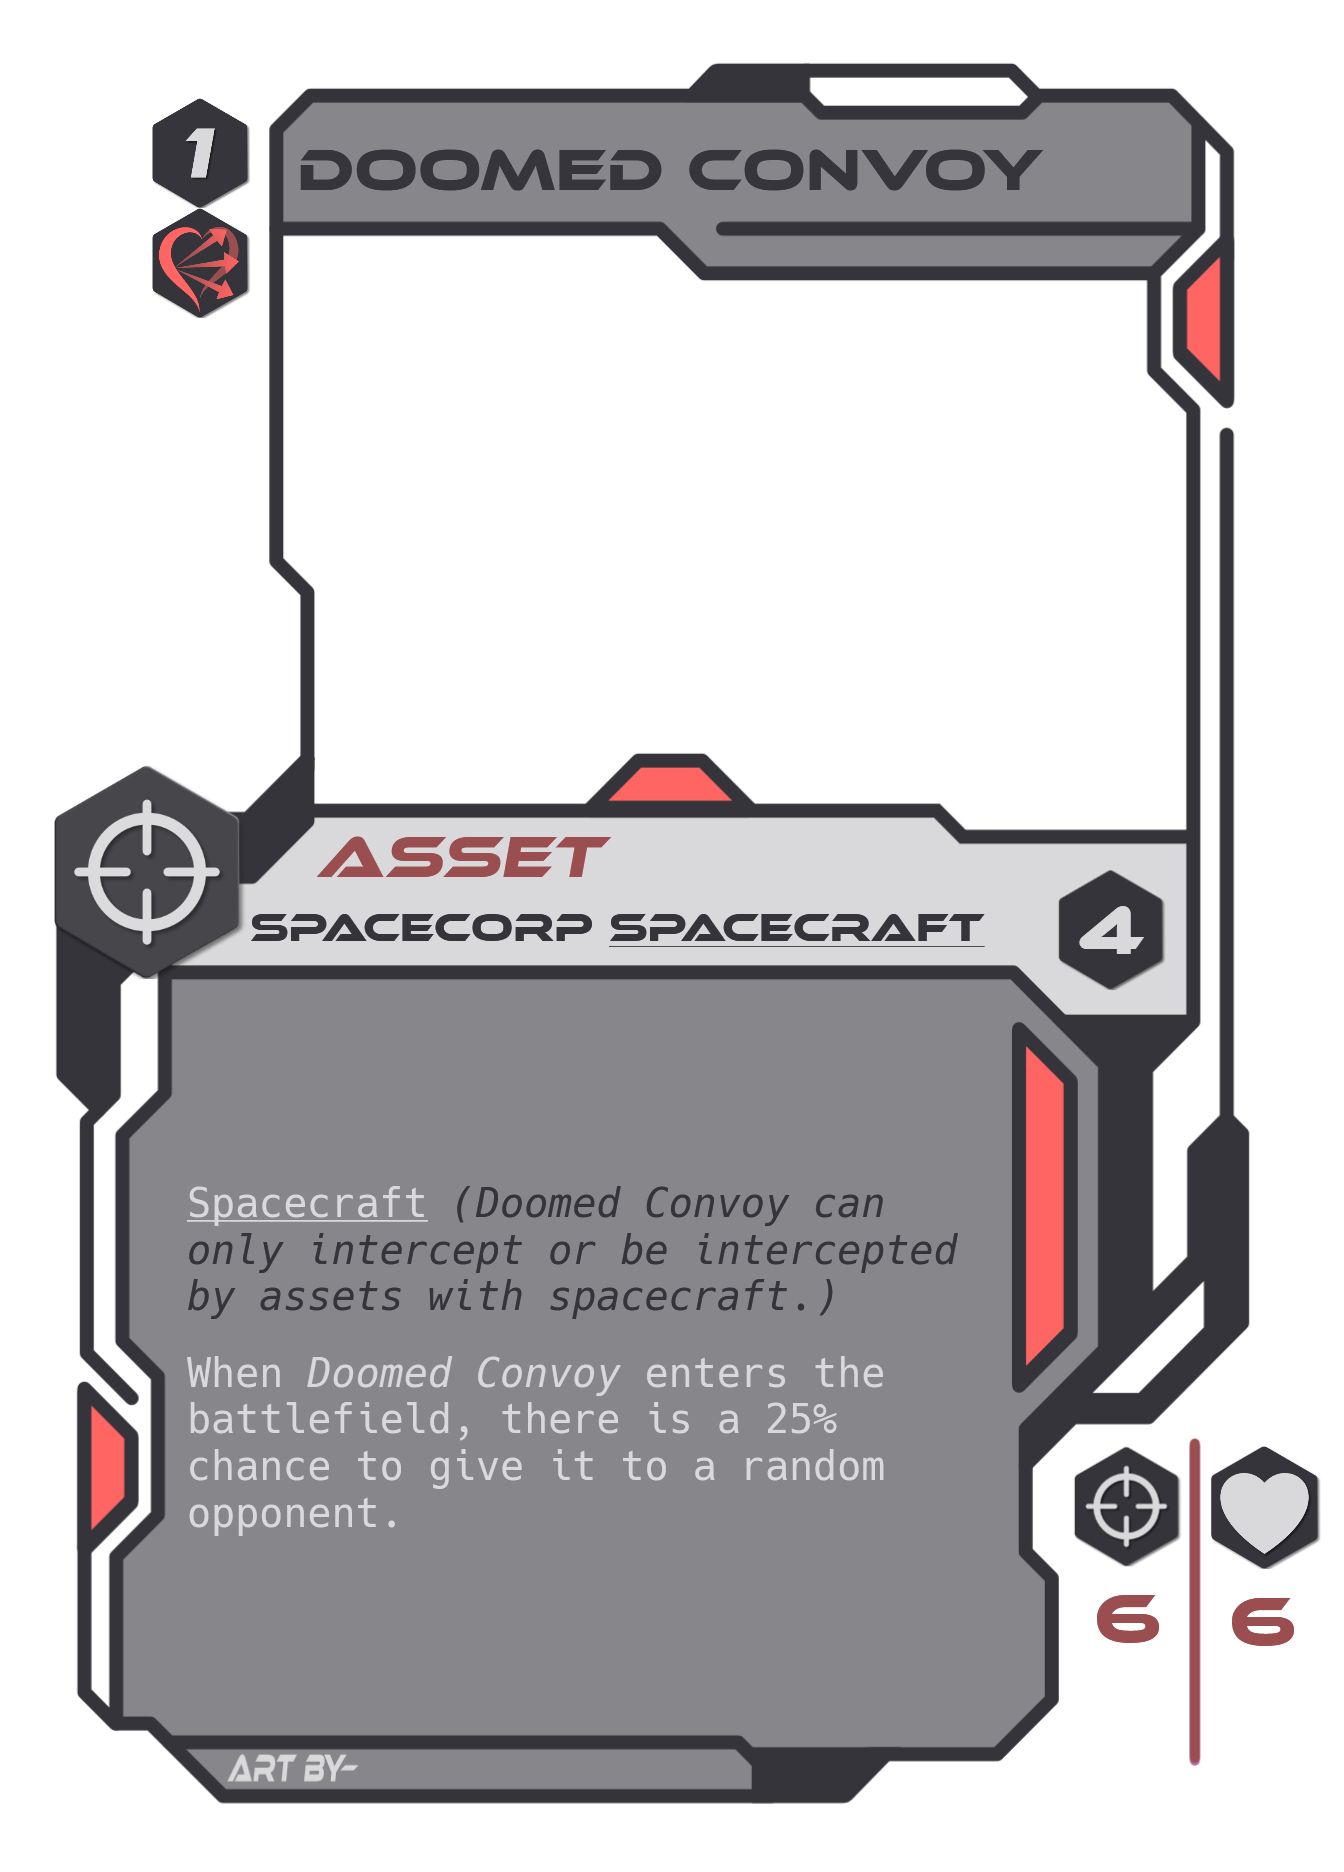 1
DOOMED CONVOY
ASSET
SPACECORP SPACECRAFT
4
Spacecraft (Doomed Convoy can
only intercept or be intercepted
by assets with spacecraft.)
When Doomed Convoy enters the
battlefield, there is a 25%
chance to give it to a random
opponent.
6
6
ART BY-